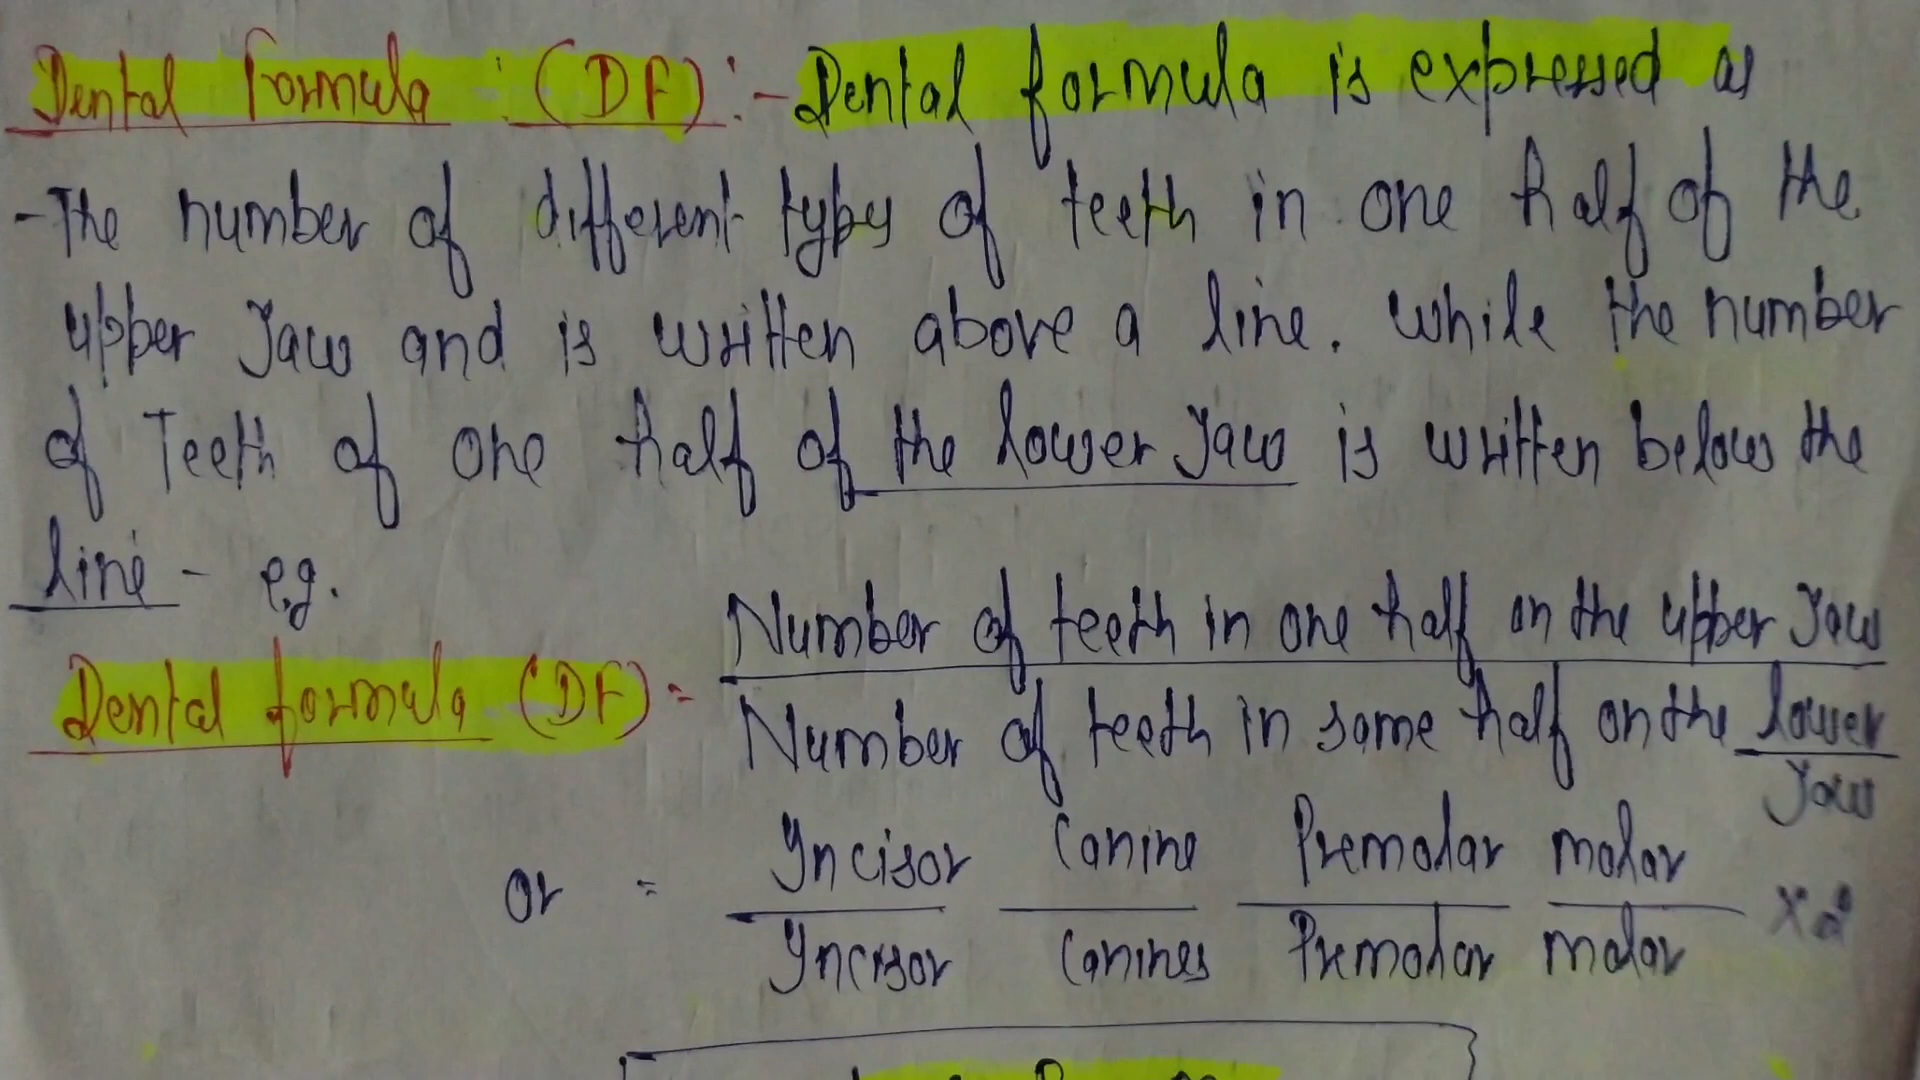 Dental formula : (DF) :- Dental formula is expressed as
- The number of different types of teeth in one half of the
upper Jaw and is written above a line. while the number
of Teeth of one half of the lower Jaw is written below the
line - e.g.
Dental formula (DF) = Number of teeth in one half on the upper Jaw
Number of teeth in same half on the lower
Jaw
or = Incisor Canine Premolar molar
Incisor Canines Premolar molar ×2